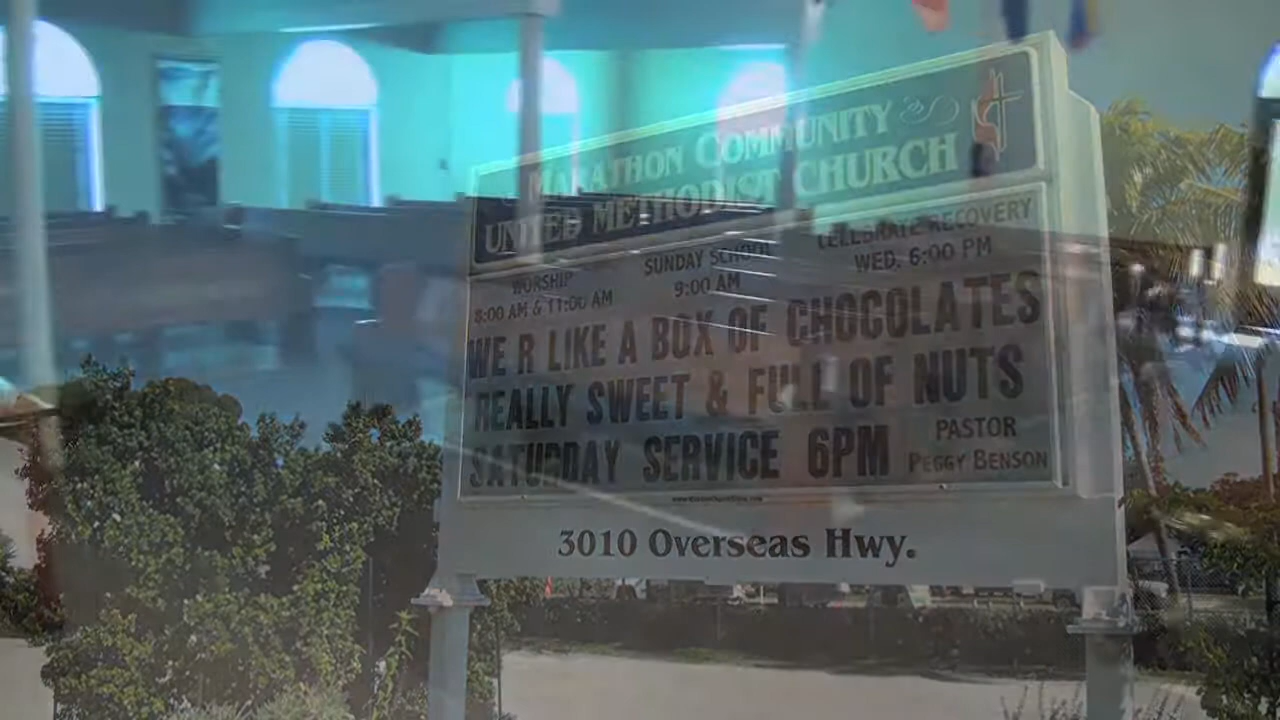 MARATHON COMMUNITY
UNITED METHODIST CHURCH
WORSHIP
8:00 AM & 11:00 AM
SUNDAY SCHOOL
9:00 AM
CELEBRATE RECOVERY
WED. 6:00 PM
WE R LIKE A BOX OF CHOCOLATES
REALLY SWEET & FULL OF NUTS
SATURDAY SERVICE 6PM
PASTOR
PEGGY BENSON
3010 Overseas Hwy.